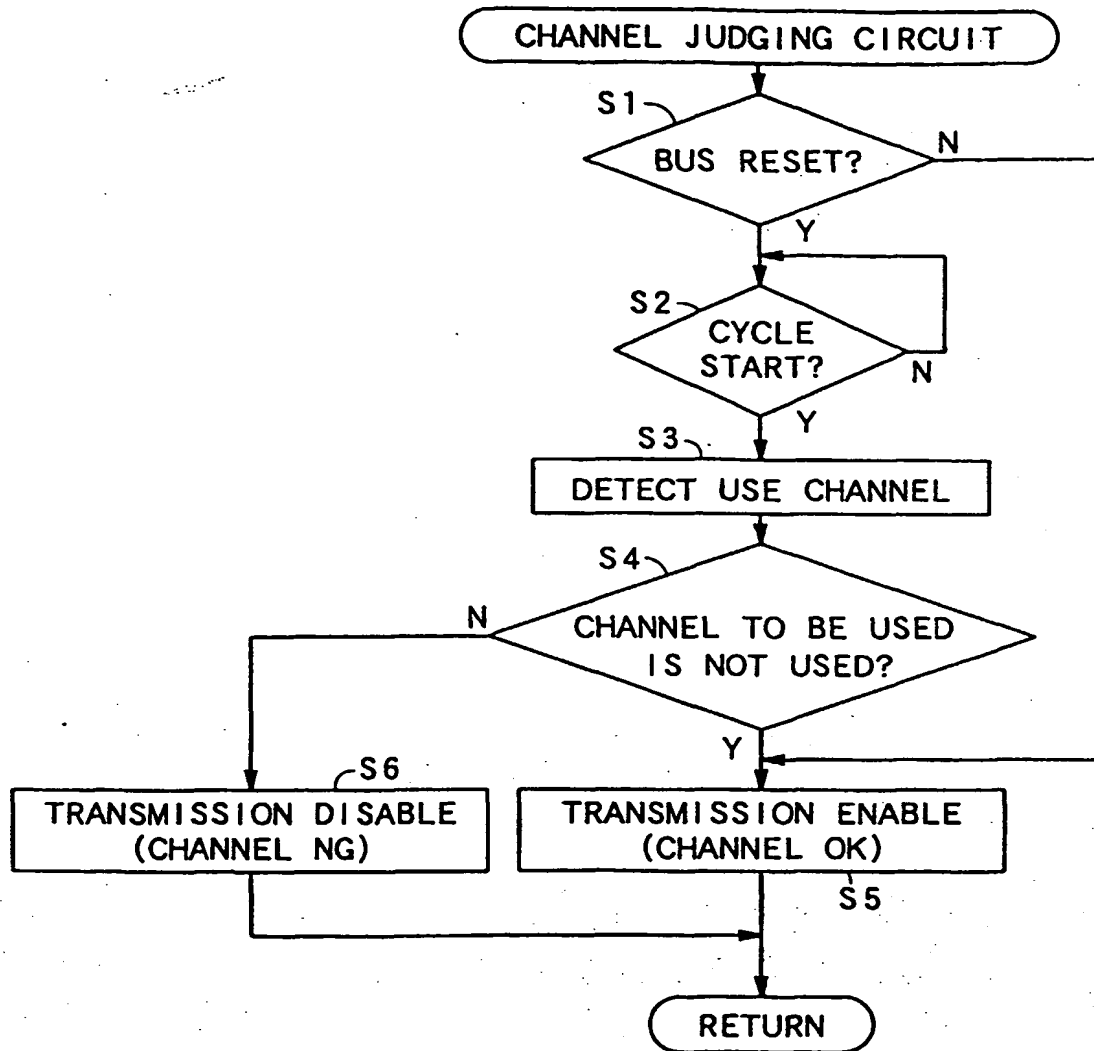 CHANNEL JUDGING CIRCUIT
S1
BUS RESET?
N
Y
S2
CYCLE
START?
N
Y
S3
DETECT USE CHANNEL
S4
N
CHANNEL TO BE USED
IS NOT USED?
Y
S6
TRANSMISSION DISABLE
(CHANNEL NG)
TRANSMISSION ENABLE
(CHANNEL OK)
S5
RETURN